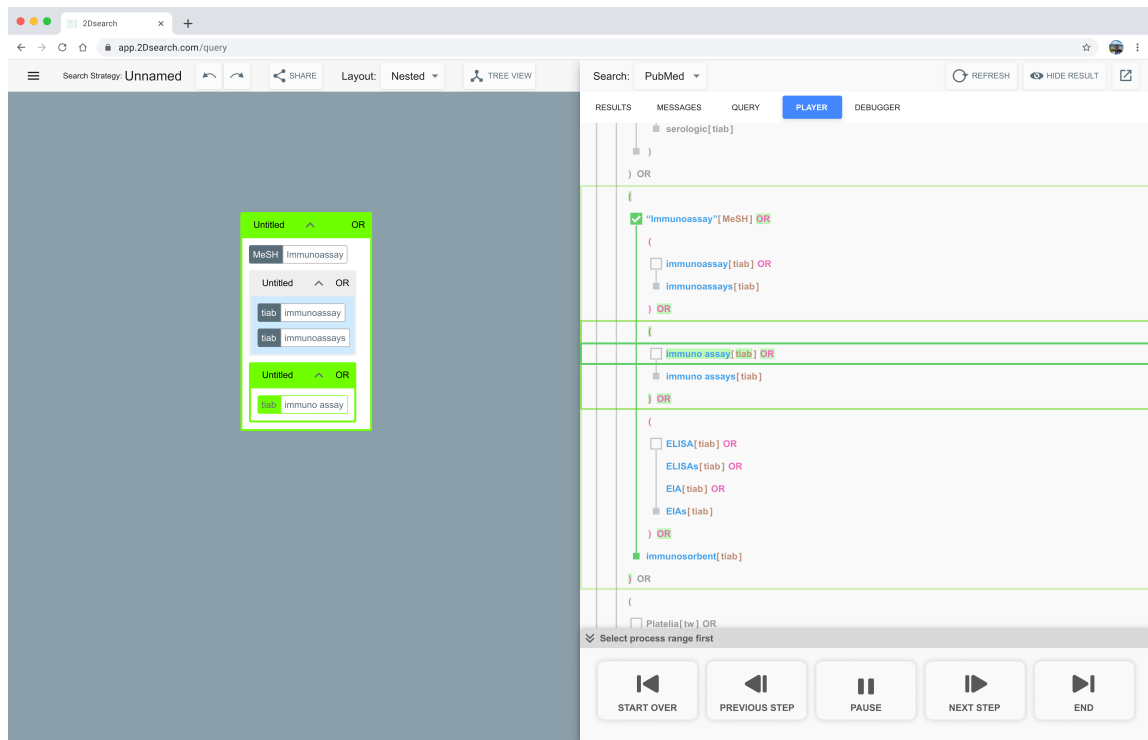 2Dsearch
app.2Dsearch.com/query
Search Strategy: Unnamed
SHARE
Layout: Nested
TREE VIEW
Search: PubMed
REFRESH
HIDE RESULT
RESULTS MESSAGES QUERY PLAYER DEBUGGER
Untitled OR
MeSH Immunoassay
Untitled OR
tiab immunoassay
tiab immunoassays
Untitled OR
tiab immuno assay
serologic[tiab]
)
) OR
(
“Immunoassay”[MeSH] OR
(
immunoassay[tiab] OR
immunoassays[tiab]
) OR
(
immuno assay[tiab] OR
immuno assays[tiab]
) OR
(
ELISA[tiab] OR
ELISAs[tiab] OR
EIA[tiab] OR
EIAs[tiab]
) OR
immunosorbent[tiab]
) OR
(
Platelia[tw] OR
Select process range first
START OVER PREVIOUS STEP PAUSE NEXT STEP END